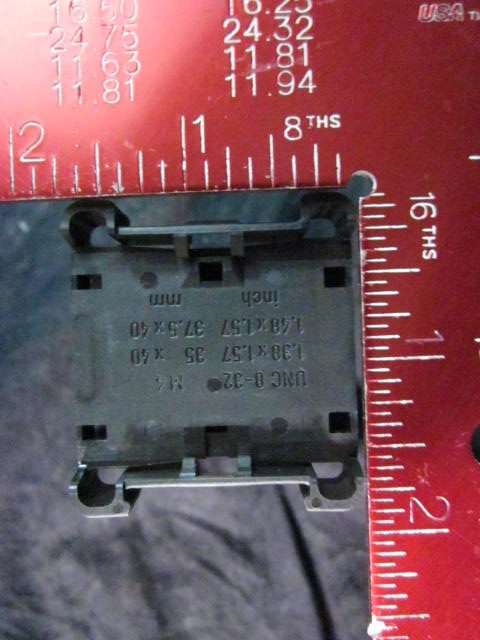 16.50 16.25
24.75 24.32
11.63 11.81
11.81 11.94
USA TM
2 1 8THS
16THS
1
2
UNC 8-32 M4
1,38 x 1,57 35 x 40
1,48 x 1,57 37,5 x 40
inch mm